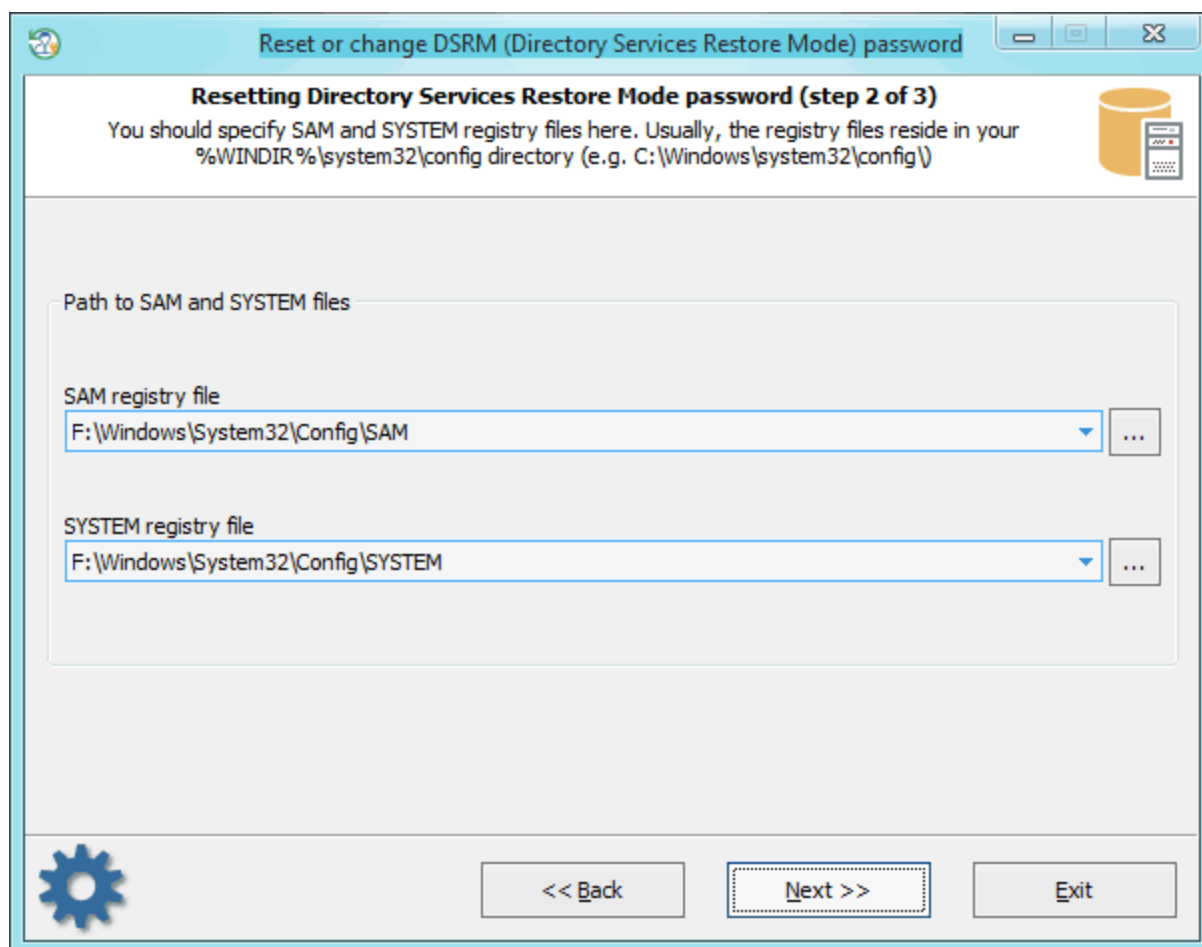 Reset or change DSRM (Directory Services Restore Mode) password
Resetting Directory Services Restore Mode password (step 2 of 3)
You should specify SAM and SYSTEM registry files here. Usually, the registry files reside in your
%WINDIR%\system32\config directory (e.g. C:\Windows\system32\config\)
Path to SAM and SYSTEM files
SAM registry file
F:\Windows\System32\Config\SAM
...
SYSTEM registry file
F:\Windows\System32\Config\SYSTEM
...
<< Back
Next >>
Exit